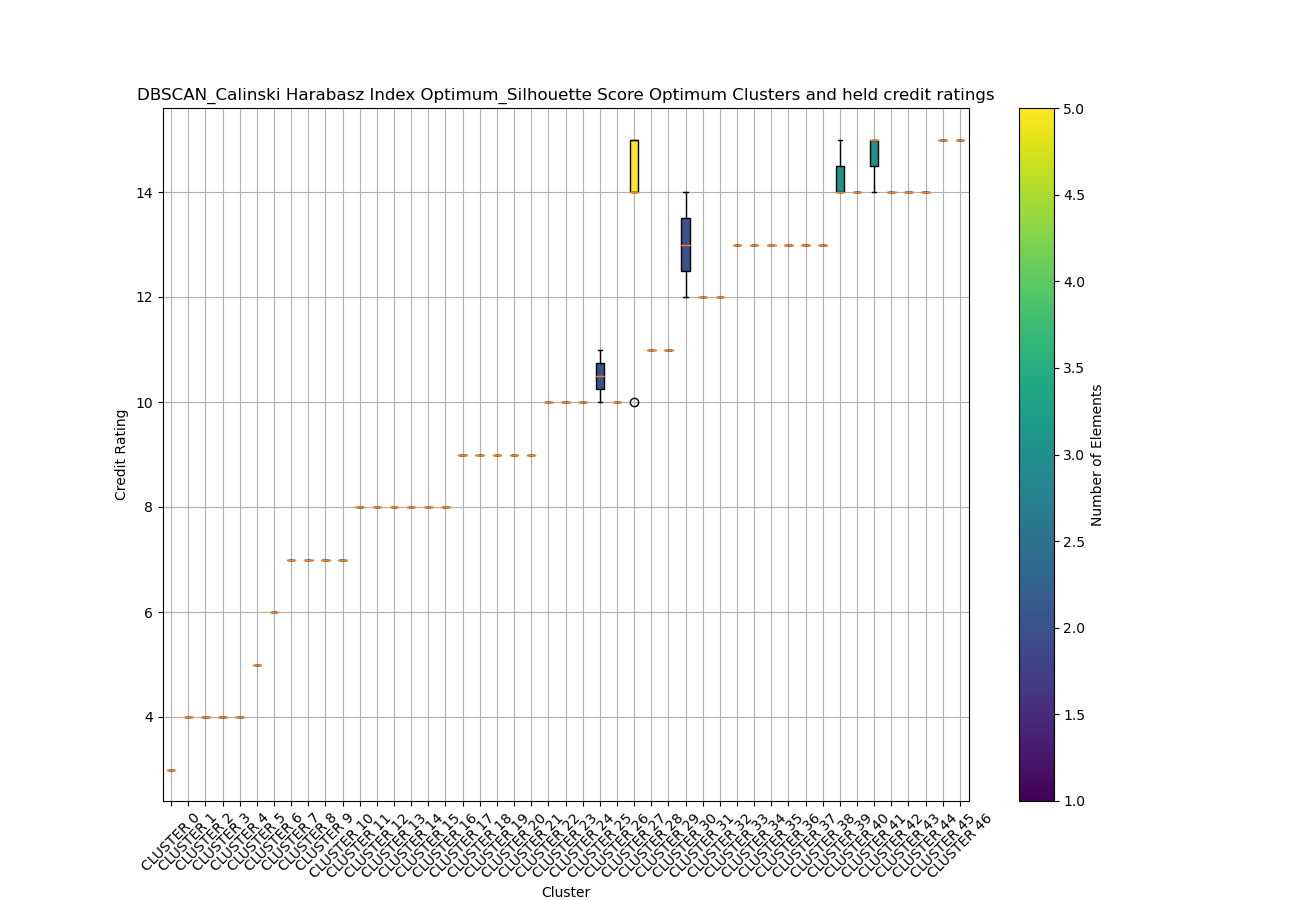 DBSCAN_Calinski Harabasz Index Optimum_Silhouette Score Optimum Clusters and held credit ratings
14
12
10
8
6
4
Credit Rating
CLUSTER 0
CLUSTER 1
CLUSTER 2
CLUSTER 3
CLUSTER 4
CLUSTER 5
CLUSTER 6
CLUSTER 7
CLUSTER 8
CLUSTER 9
CLUSTER 10
CLUSTER 11
CLUSTER 12
CLUSTER 13
CLUSTER 14
CLUSTER 15
CLUSTER 16
CLUSTER 17
CLUSTER 18
CLUSTER 19
CLUSTER 20
CLUSTER 21
CLUSTER 22
CLUSTER 23
CLUSTER 24
CLUSTER 25
CLUSTER 26
CLUSTER 27
CLUSTER 28
CLUSTER 29
CLUSTER 30
CLUSTER 31
CLUSTER 32
CLUSTER 33
CLUSTER 34
CLUSTER 35
CLUSTER 36
CLUSTER 37
CLUSTER 38
CLUSTER 39
CLUSTER 40
CLUSTER 41
CLUSTER 42
CLUSTER 43
CLUSTER 44
CLUSTER 45
CLUSTER 46
Cluster
5.0
4.5
4.0
3.5
3.0
2.5
2.0
1.5
1.0
Number of Elements